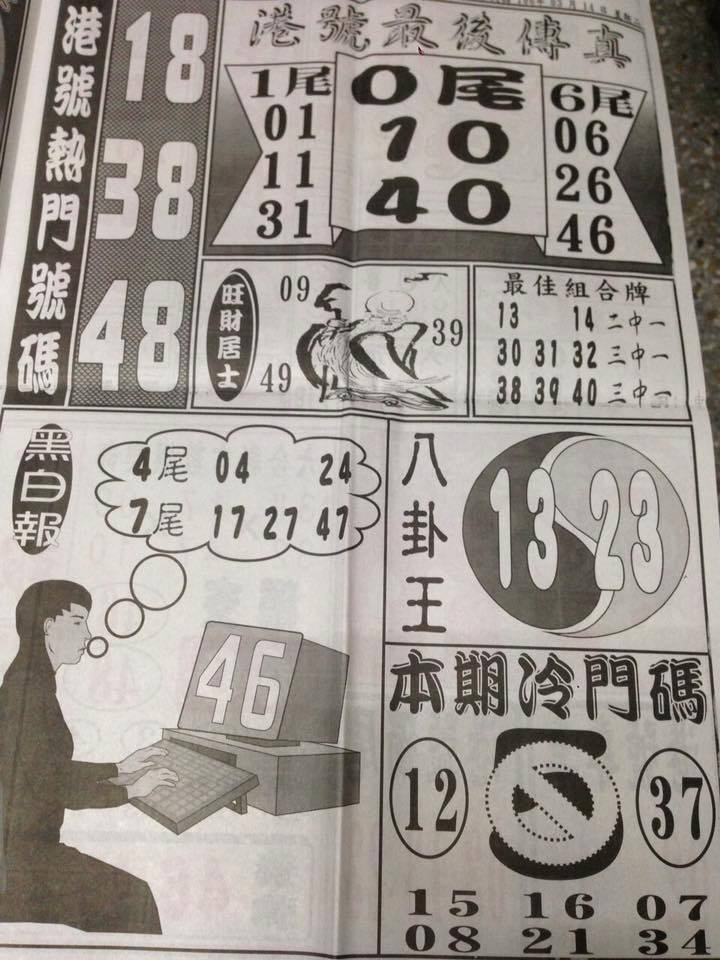 港號熱門號碼
18
38
48
港號最後傳真
1尾
01
11
31
0尾
10
40
6尾
06
26
46
旺財居士
09
39
49
最佳組合牌
13 14 二中一
30 31 32 三中一
38 39 40 三中一
黑白報
4尾 04 24
7尾 17 27 47
46
八卦王
13 23
本期冷門碼
12 37
15 16 07
08 21 34